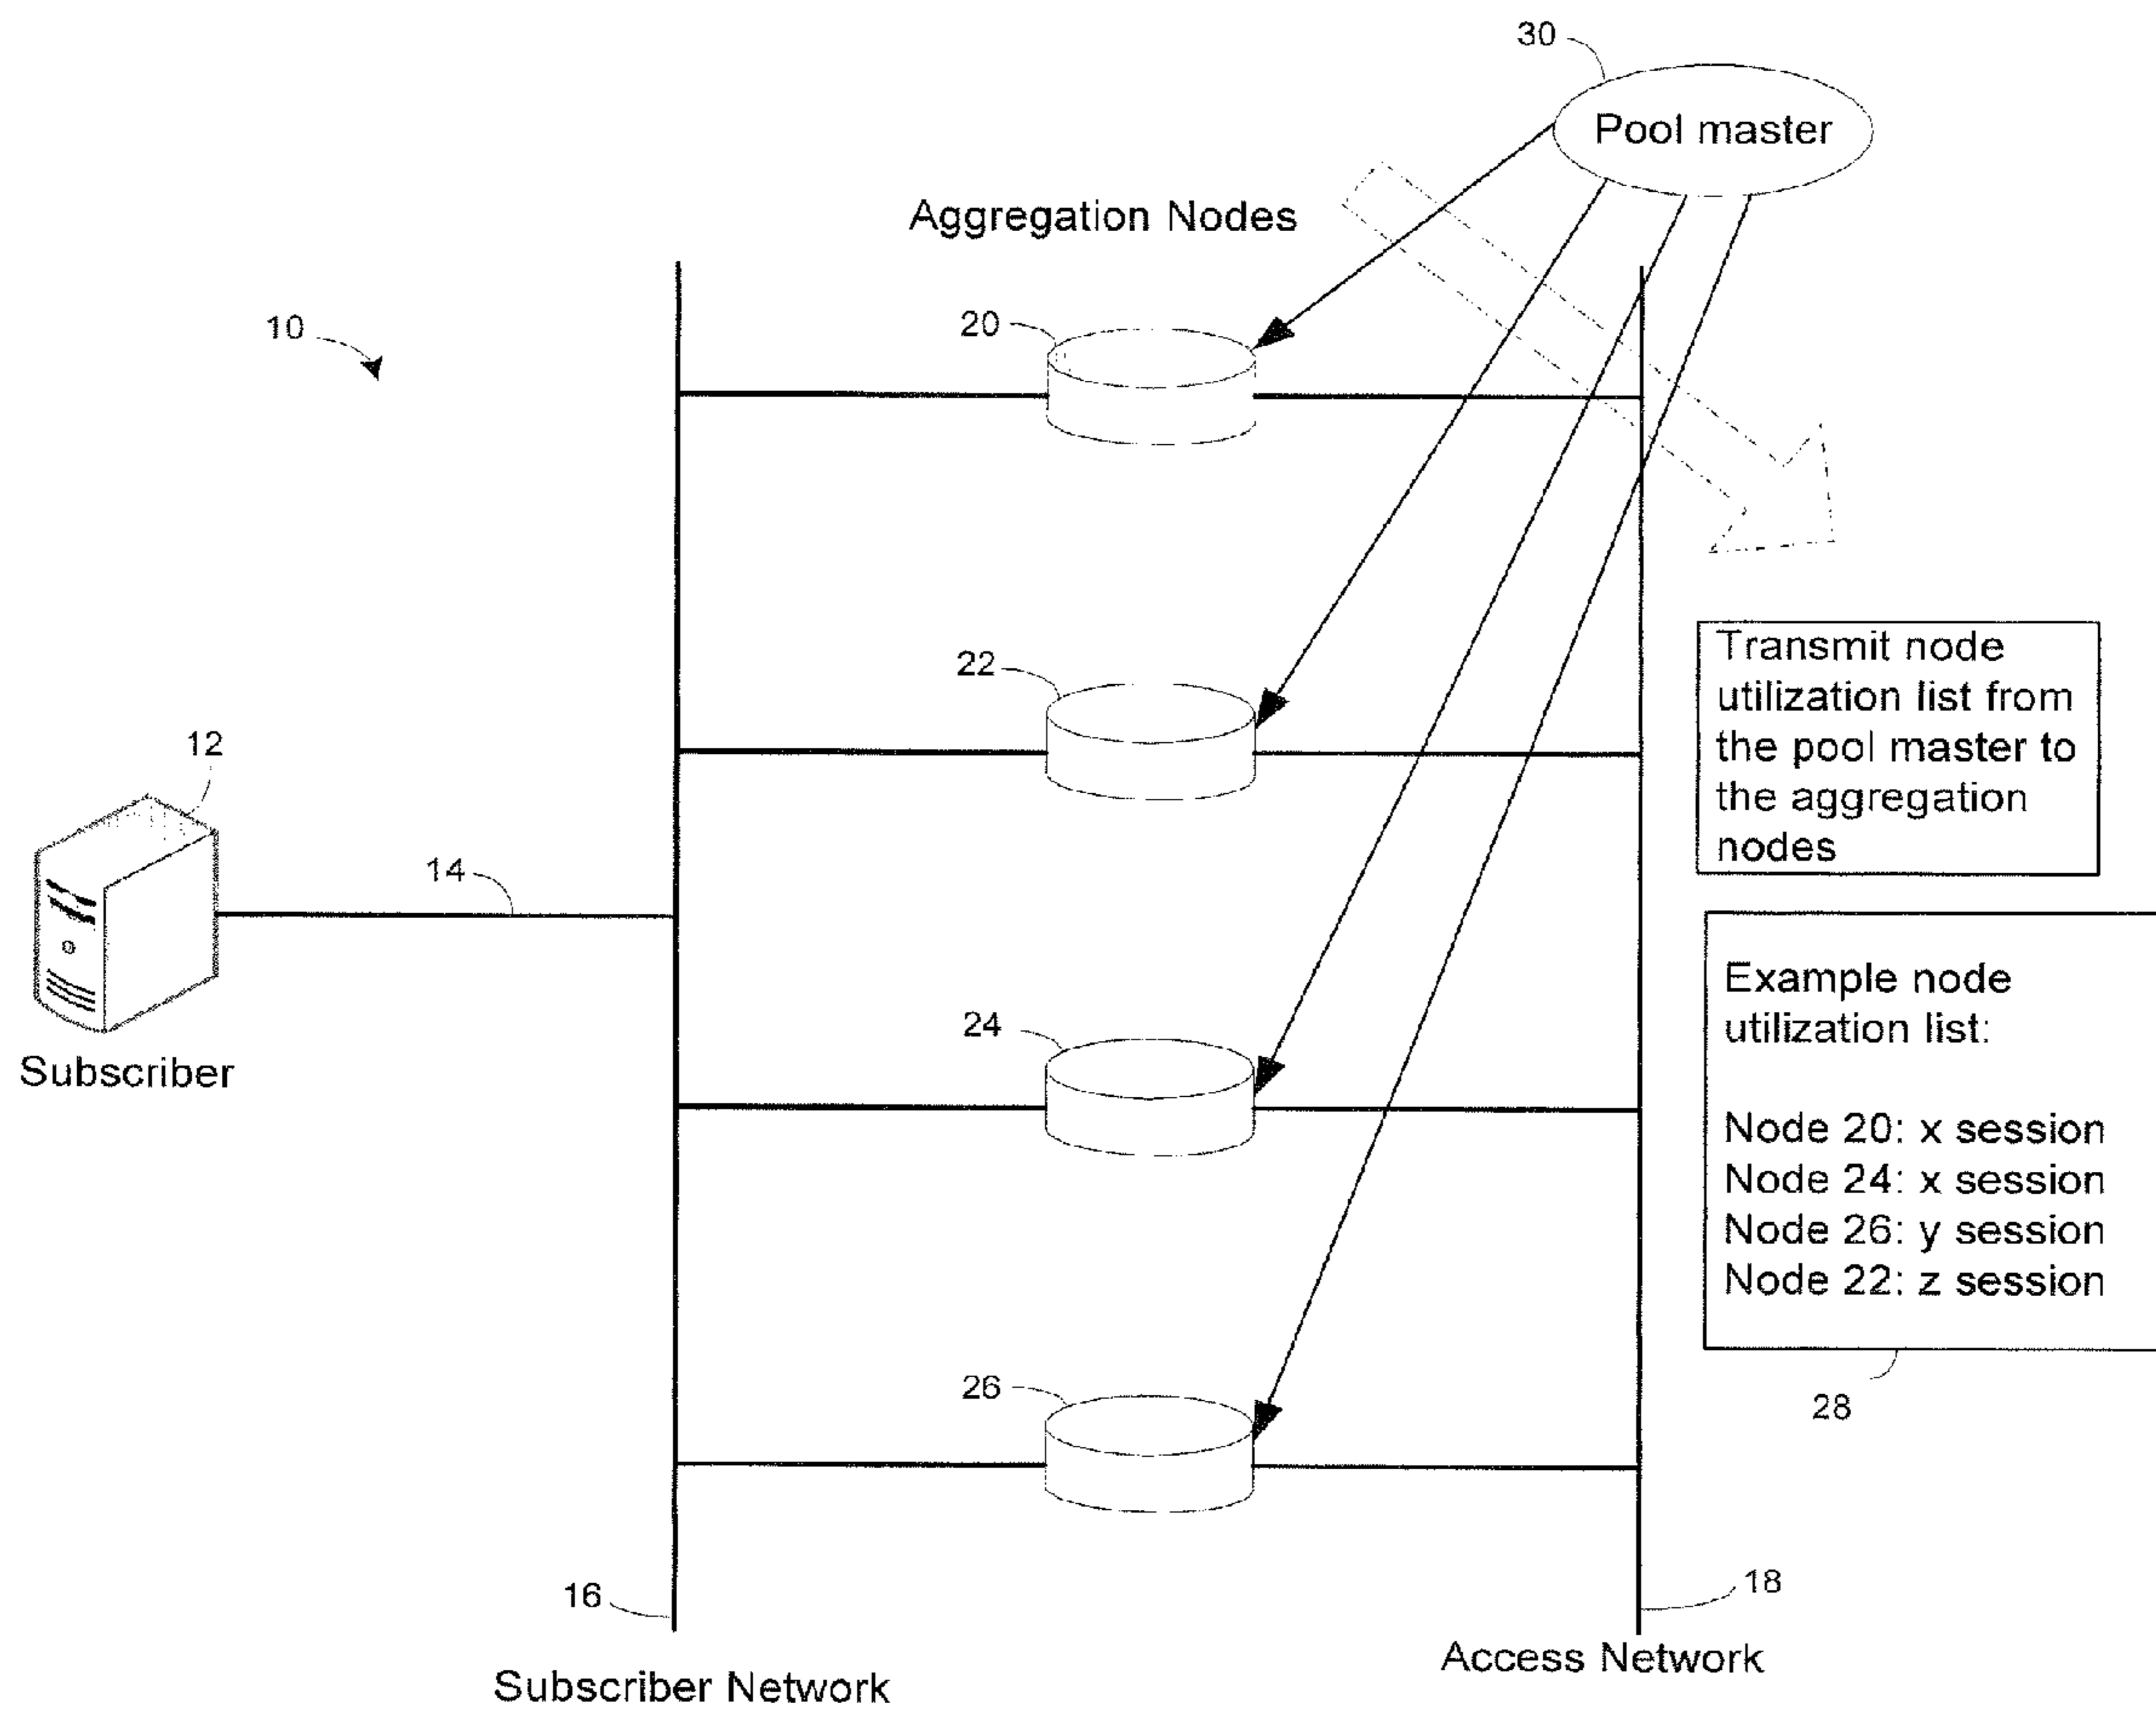 30
Pool master
Aggregation Nodes
10
20
22
12
14
24
26
Subscriber
Transmit node
utilization list from
the pool master to
the aggregation
nodes
Example node
utilization list:
Node 20: x session
Node 24: x session
Node 26: y session
Node 22: z session
28
16
18
Subscriber Network
Access Network